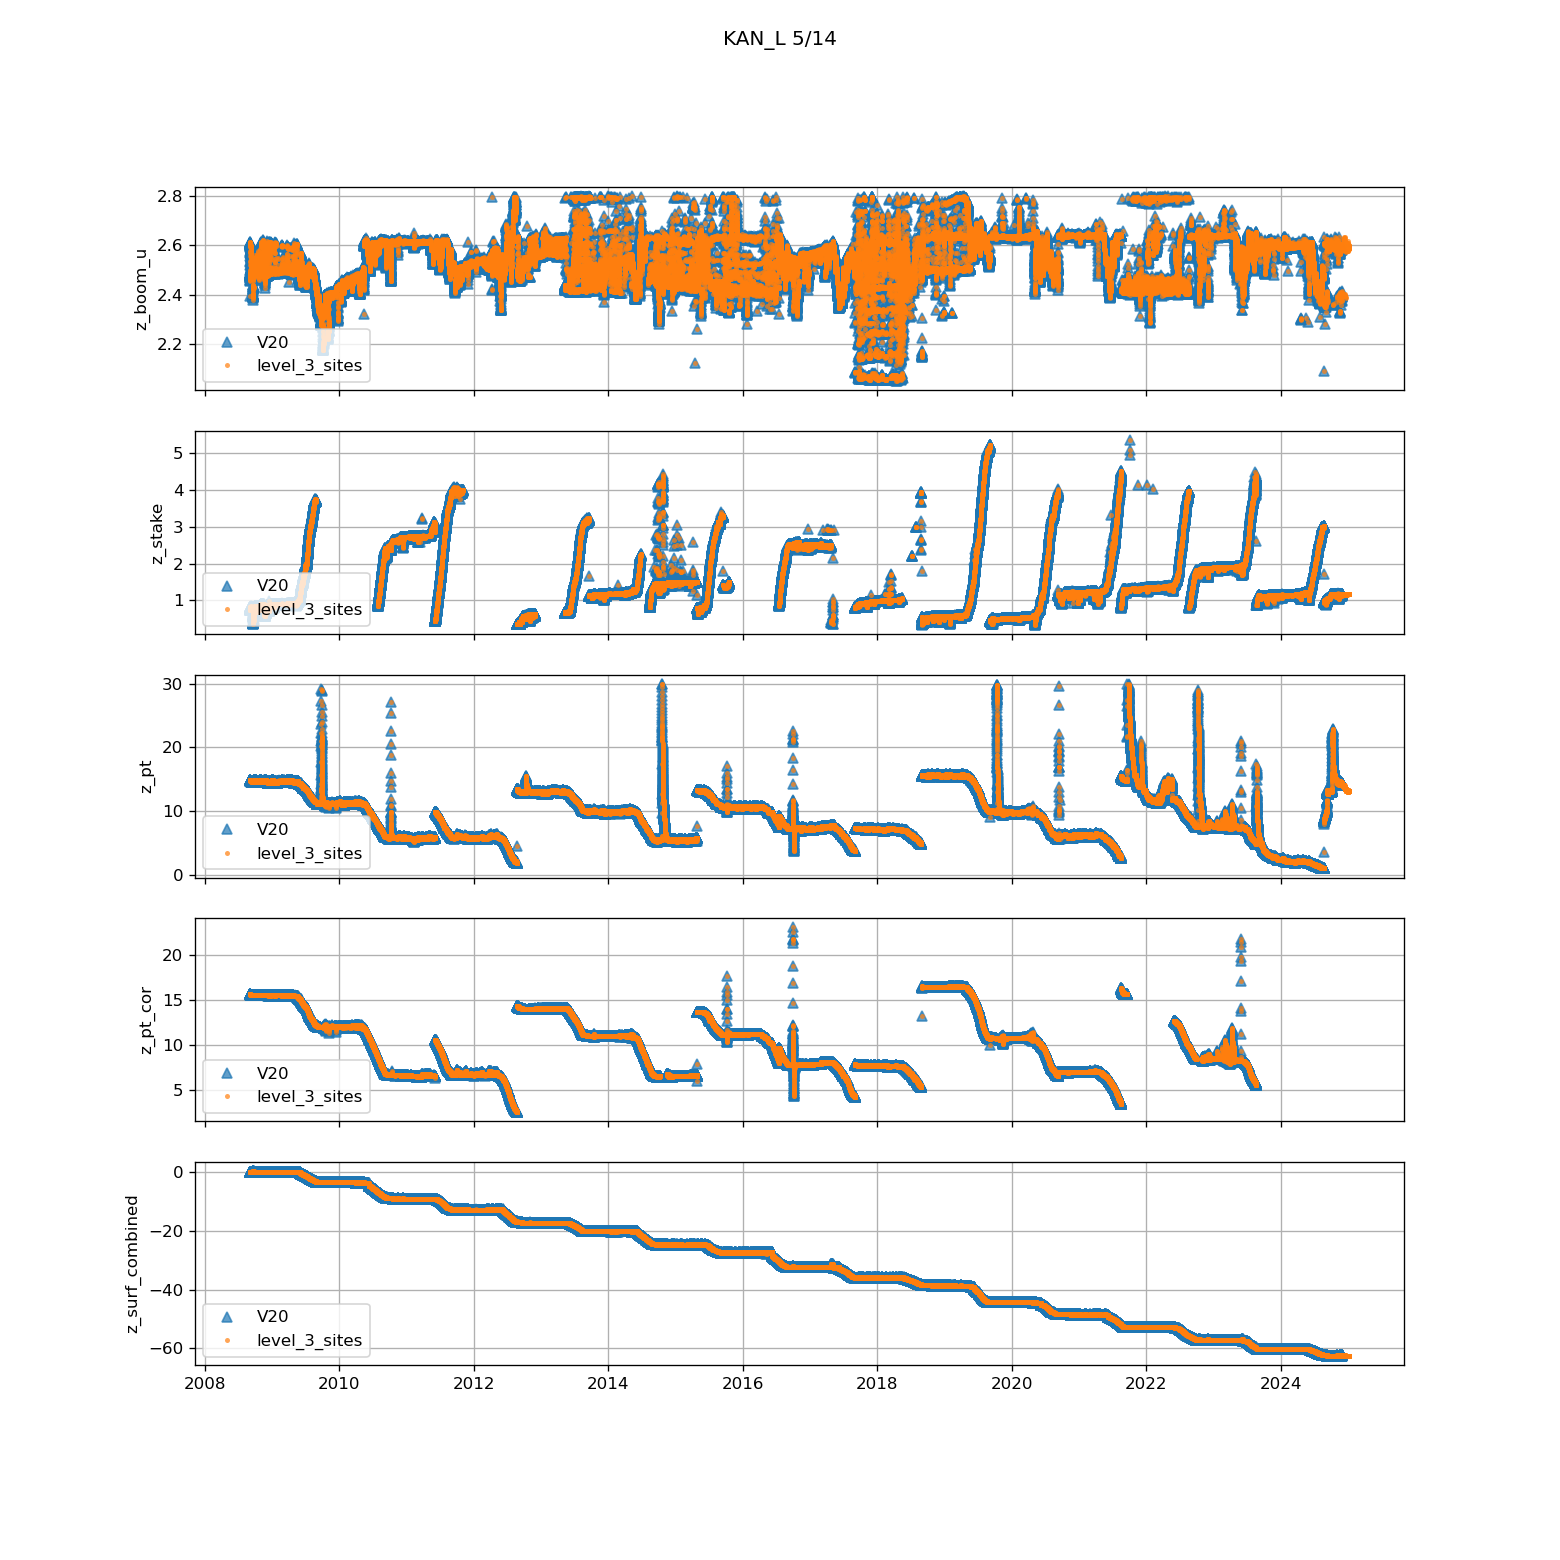 KAN_L 5/14
z_boom_u
2.8
2.6
2.4
2.2
V20
level_3_sites
z_stake
5
4
3
2
1
V20
level_3_sites
z_pt
30
20
10
0
V20
level_3_sites
z_pt_cor
20
15
10
5
V20
level_3_sites
z_surf_combined
0
−20
−40
−60
V20
level_3_sites
2008 2010 2012 2014 2016 2018 2020 2022 2024